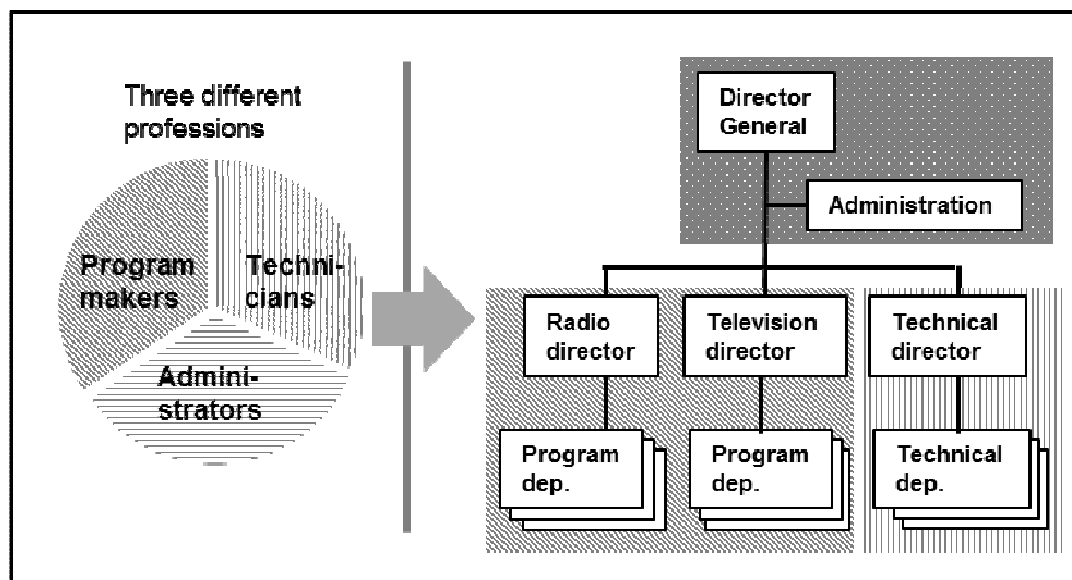 Three different
professions
Program
makers
Techni-
cians
Admini-
strators
Director
General
Administration
Radio
director
Television
director
Technical
director
Program
dep.
Program
dep.
Technical
dep.